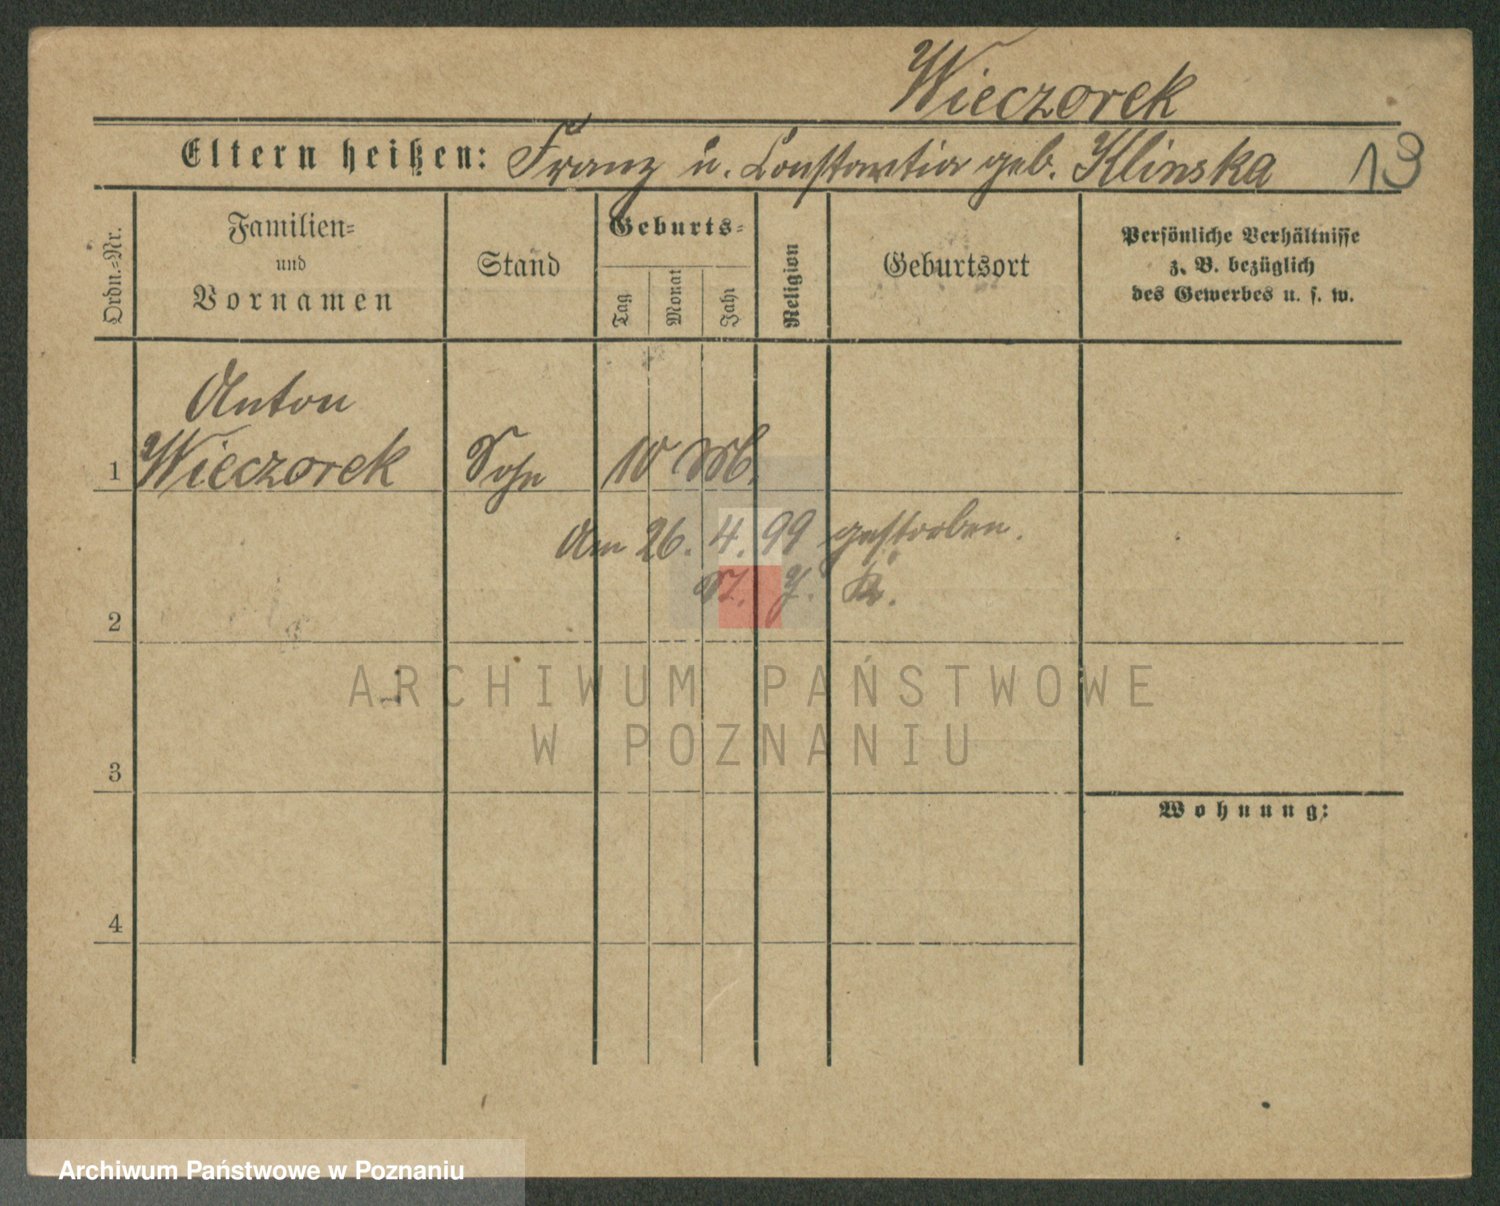 Wieczorek
Eltern heißen: Franz u. Constantia geb. Klinska 13
Ordn.-Nr.
Familien-
und
Vornamen
Stand
Geburts-
Tag
Monat
Jahr
Religion
Geburtsort
Persönliche Verhältnisse
z. B. bezüglich
des Gewerbes u. s. w.
Anton
1 Wieczorek Sohn 10 M.
Am 26. 4. 99 gestorben.
2
ARCHIWUM PAŃSTWOWE
W POZNANIU
3
Wohnung:
4
Archiwum Państwowe w Poznaniu